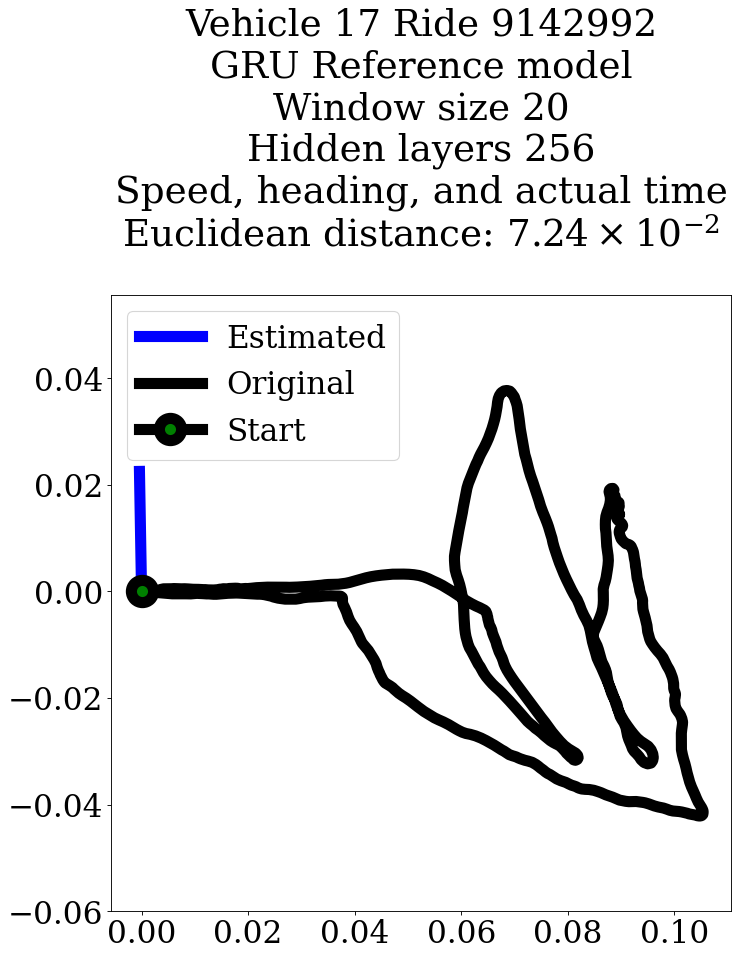 Vehicle 17 Ride 9142992
GRU Reference model
Window size 20
Hidden layers 256
Speed, heading, and actual time
Euclidean distance: 7.24 × 10⁻²
Estimated
Original
Start
0.04
0.02
0.00
−0.02
−0.04
−0.06
0.00 0.02 0.04 0.06 0.08 0.10